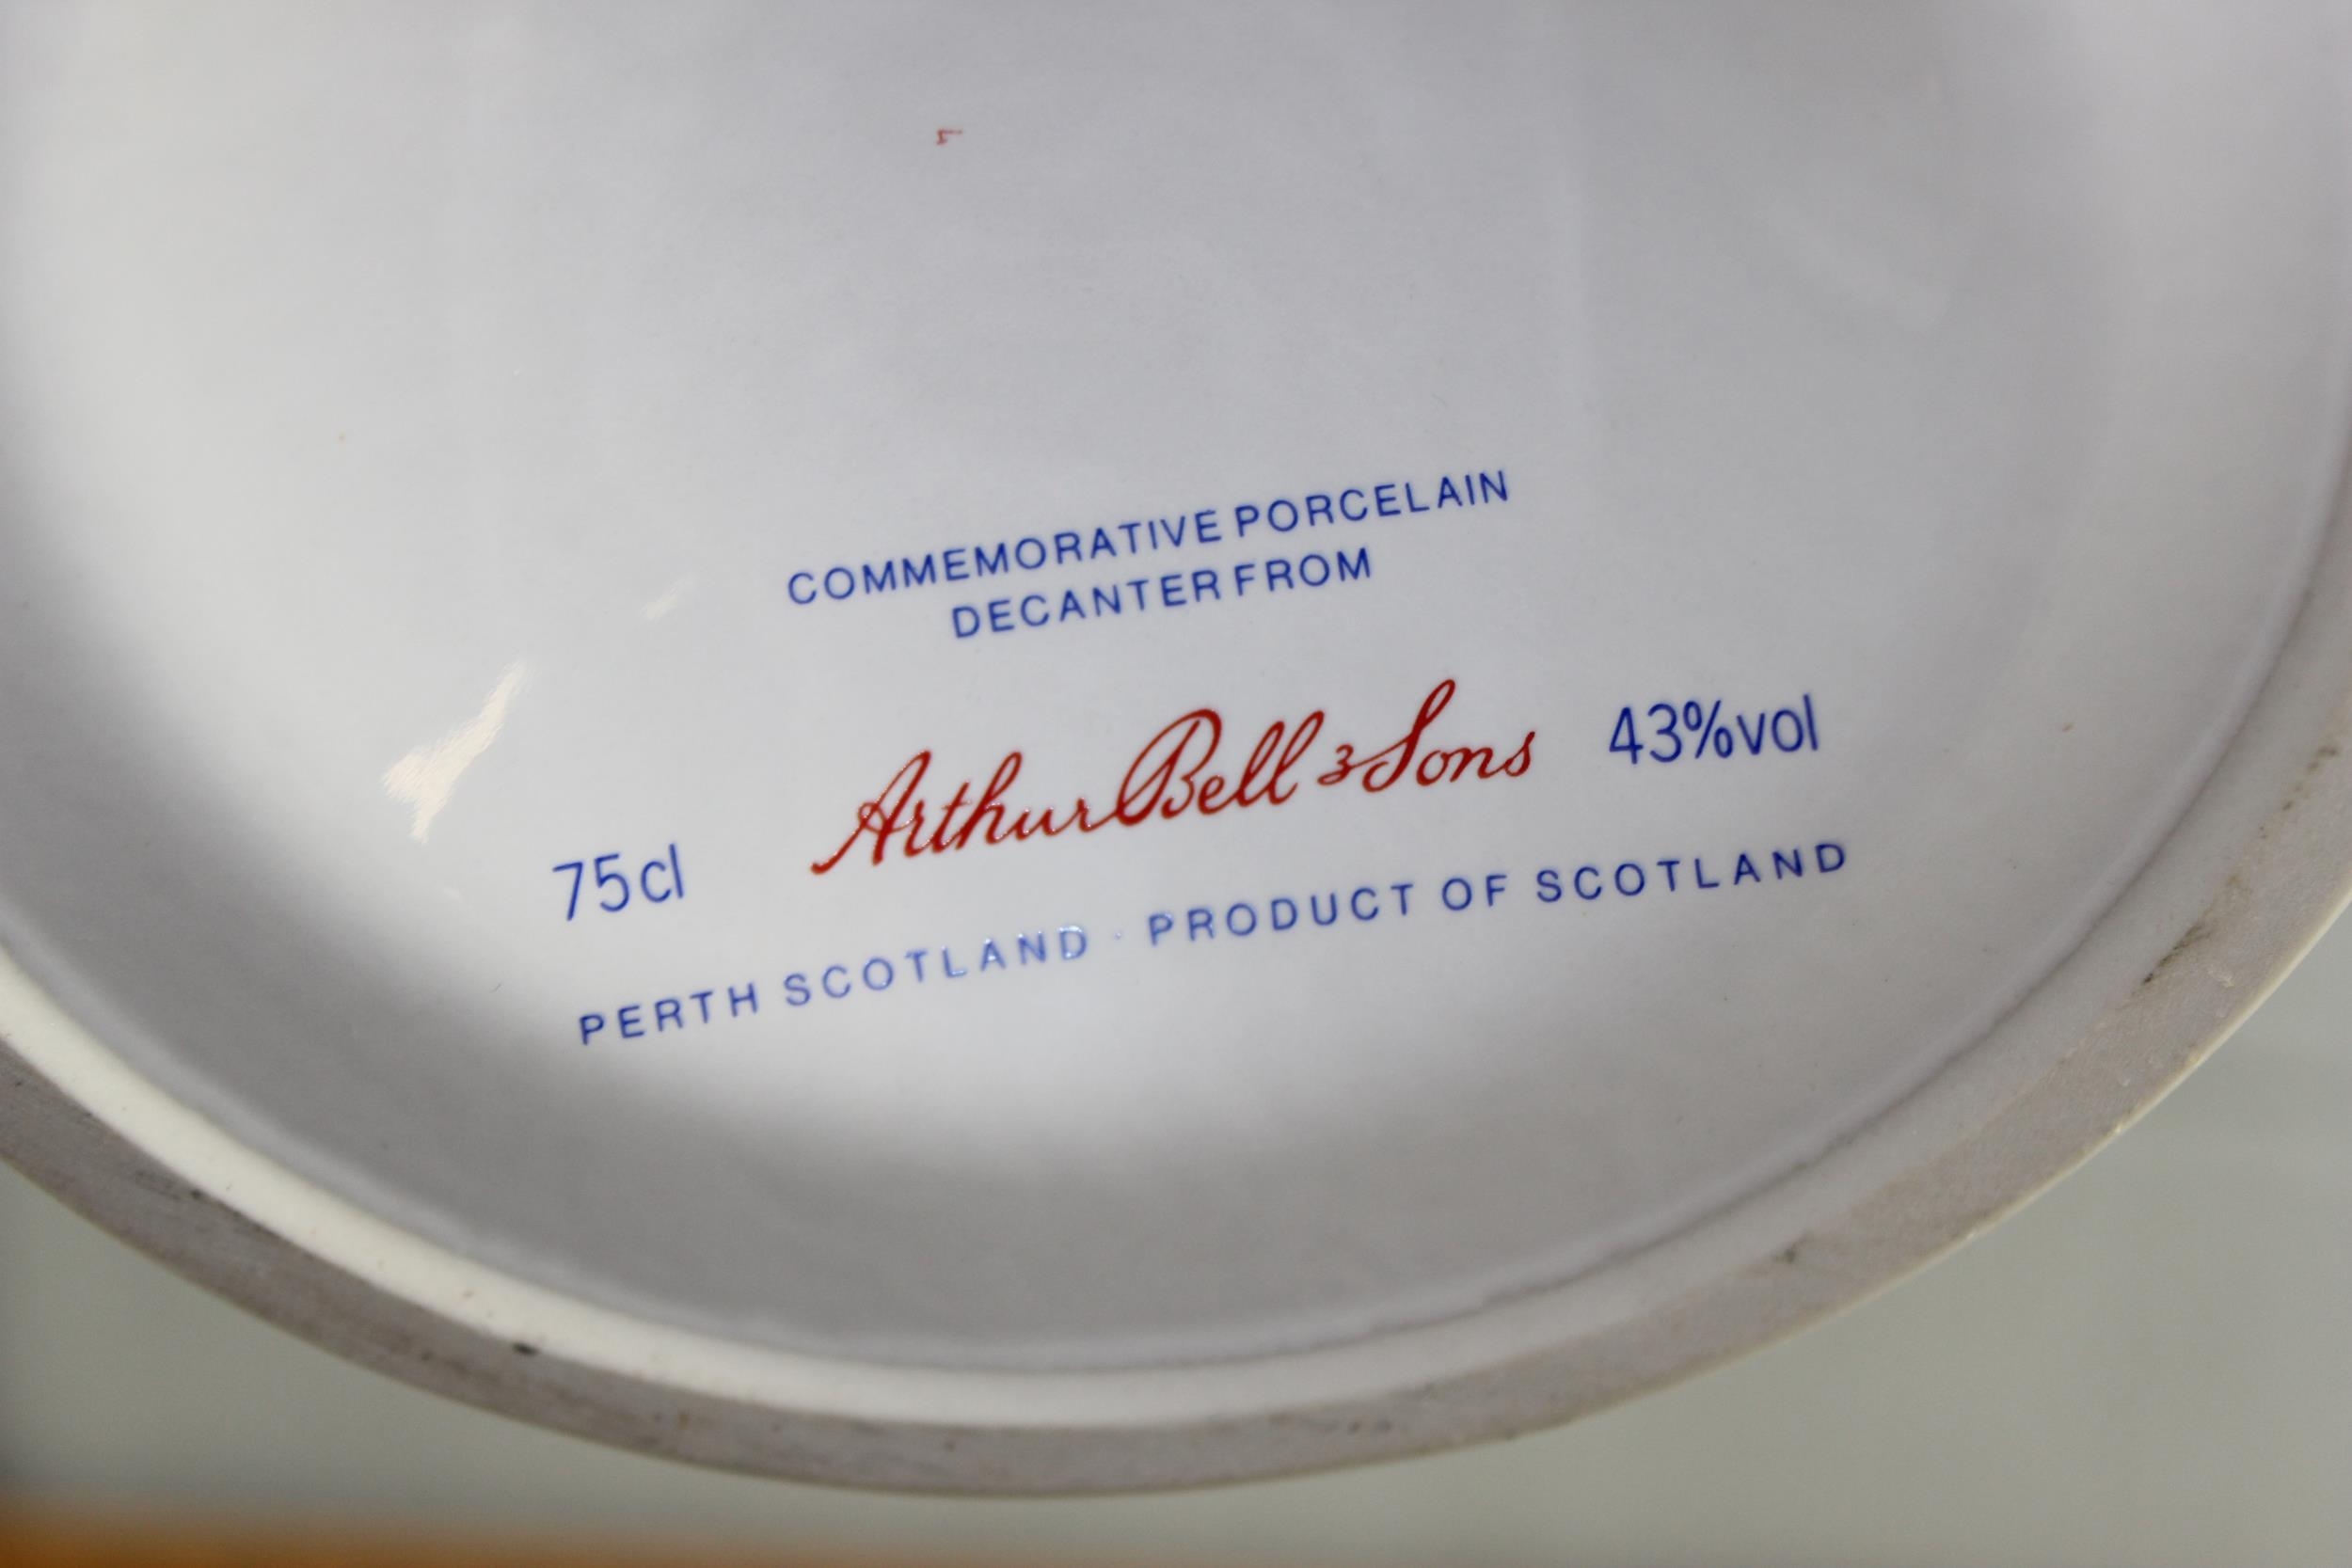 COMMEMORATIVE PORCELAIN
DECANTER FROM
75cl Arthur Bell & Sons 43%vol
PERTH SCOTLAND · PRODUCT OF SCOTLAND